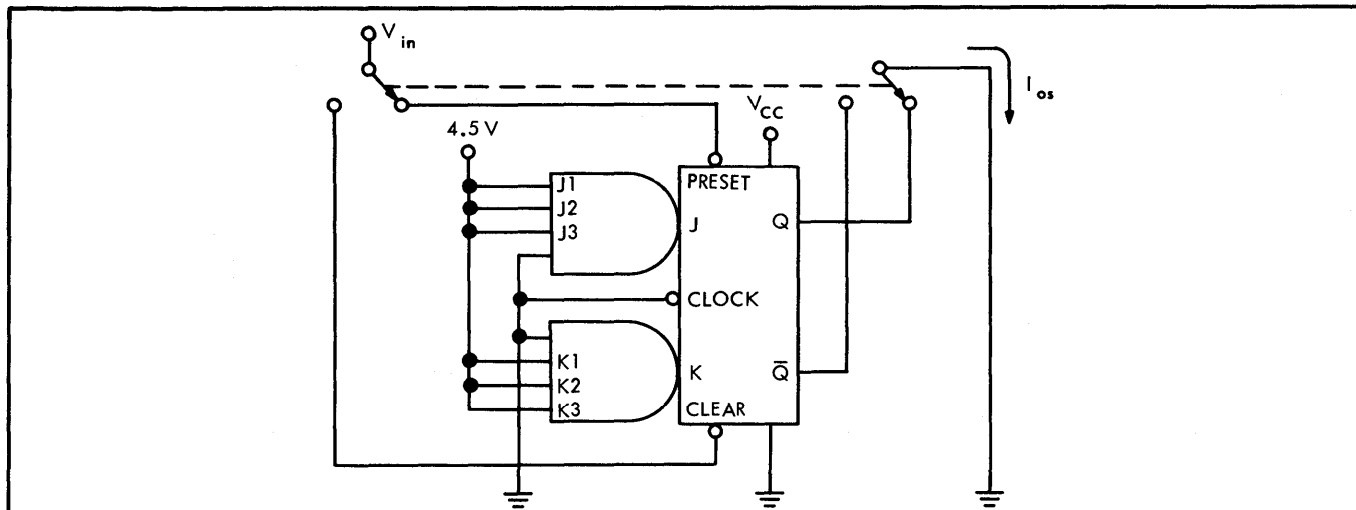 V in
I os
V CC
4.5 V
PRESET
J1
J2
J3
J
Q
CLOCK
K1
K2
K3
K
Q̅
CLEAR